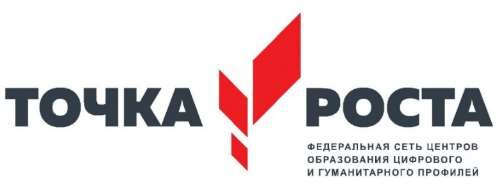 ТОЧКА РОСТА
ФЕДЕРАЛЬНАЯ СЕТЬ ЦЕНТРОВ
ОБРАЗОВАНИЯ ЦИФРОВОГО
И ГУМАНИТАРНОГО ПРОФИЛЕЙ